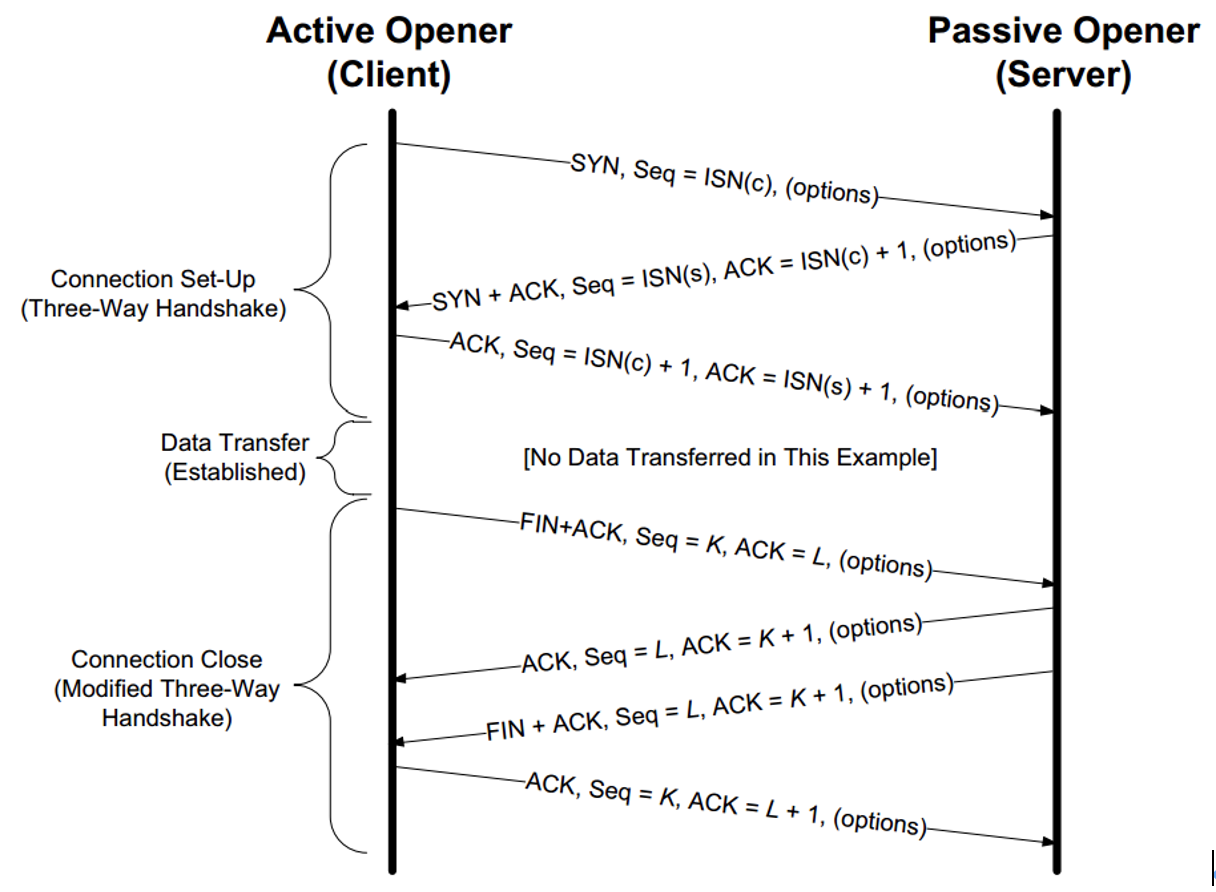 Active Opener
(Client)
Passive Opener
(Server)
SYN, Seq = ISN(c), (options)
SYN + ACK, Seq = ISN(s), ACK = ISN(c) + 1, (options)
Connection Set-Up
(Three-Way Handshake)
ACK, Seq = ISN(c) + 1, ACK = ISN(s) + 1, (options)
Data Transfer
(Established)
[No Data Transferred in This Example]
FIN+ACK, Seq = K, ACK = L, (options)
Connection Close
(Modified Three-Way
Handshake)
ACK, Seq = L, ACK = K + 1, (options)
FIN + ACK, Seq = L, ACK = K + 1, (options)
ACK, Seq = K, ACK = L + 1, (options)